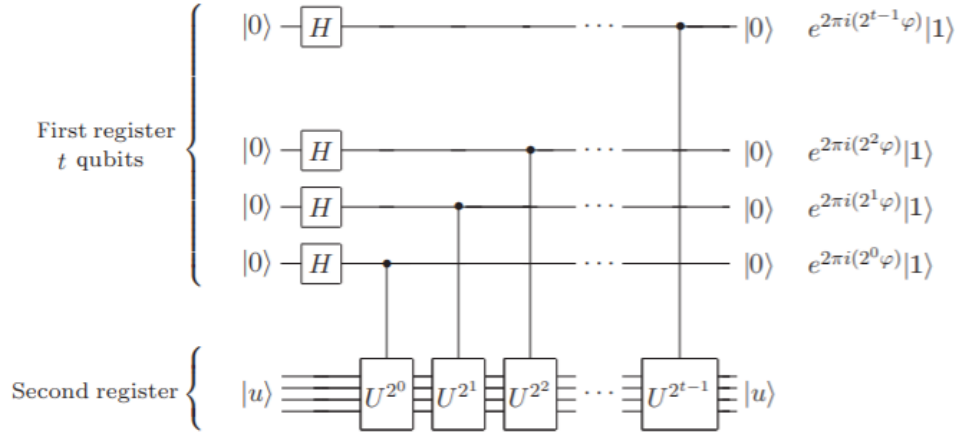 |0⟩ H ··· |0⟩ e^{2πi(2^{t−1}φ)}|1⟩
First register
t qubits
|0⟩ H ··· |0⟩ e^{2πi(2^2φ)}|1⟩
|0⟩ H ··· |0⟩ e^{2πi(2^1φ)}|1⟩
|0⟩ H ··· |0⟩ e^{2πi(2^0φ)}|1⟩
Second register |u⟩ U^{2^0} U^{2^1} U^{2^2} ··· U^{2^{t−1}} |u⟩